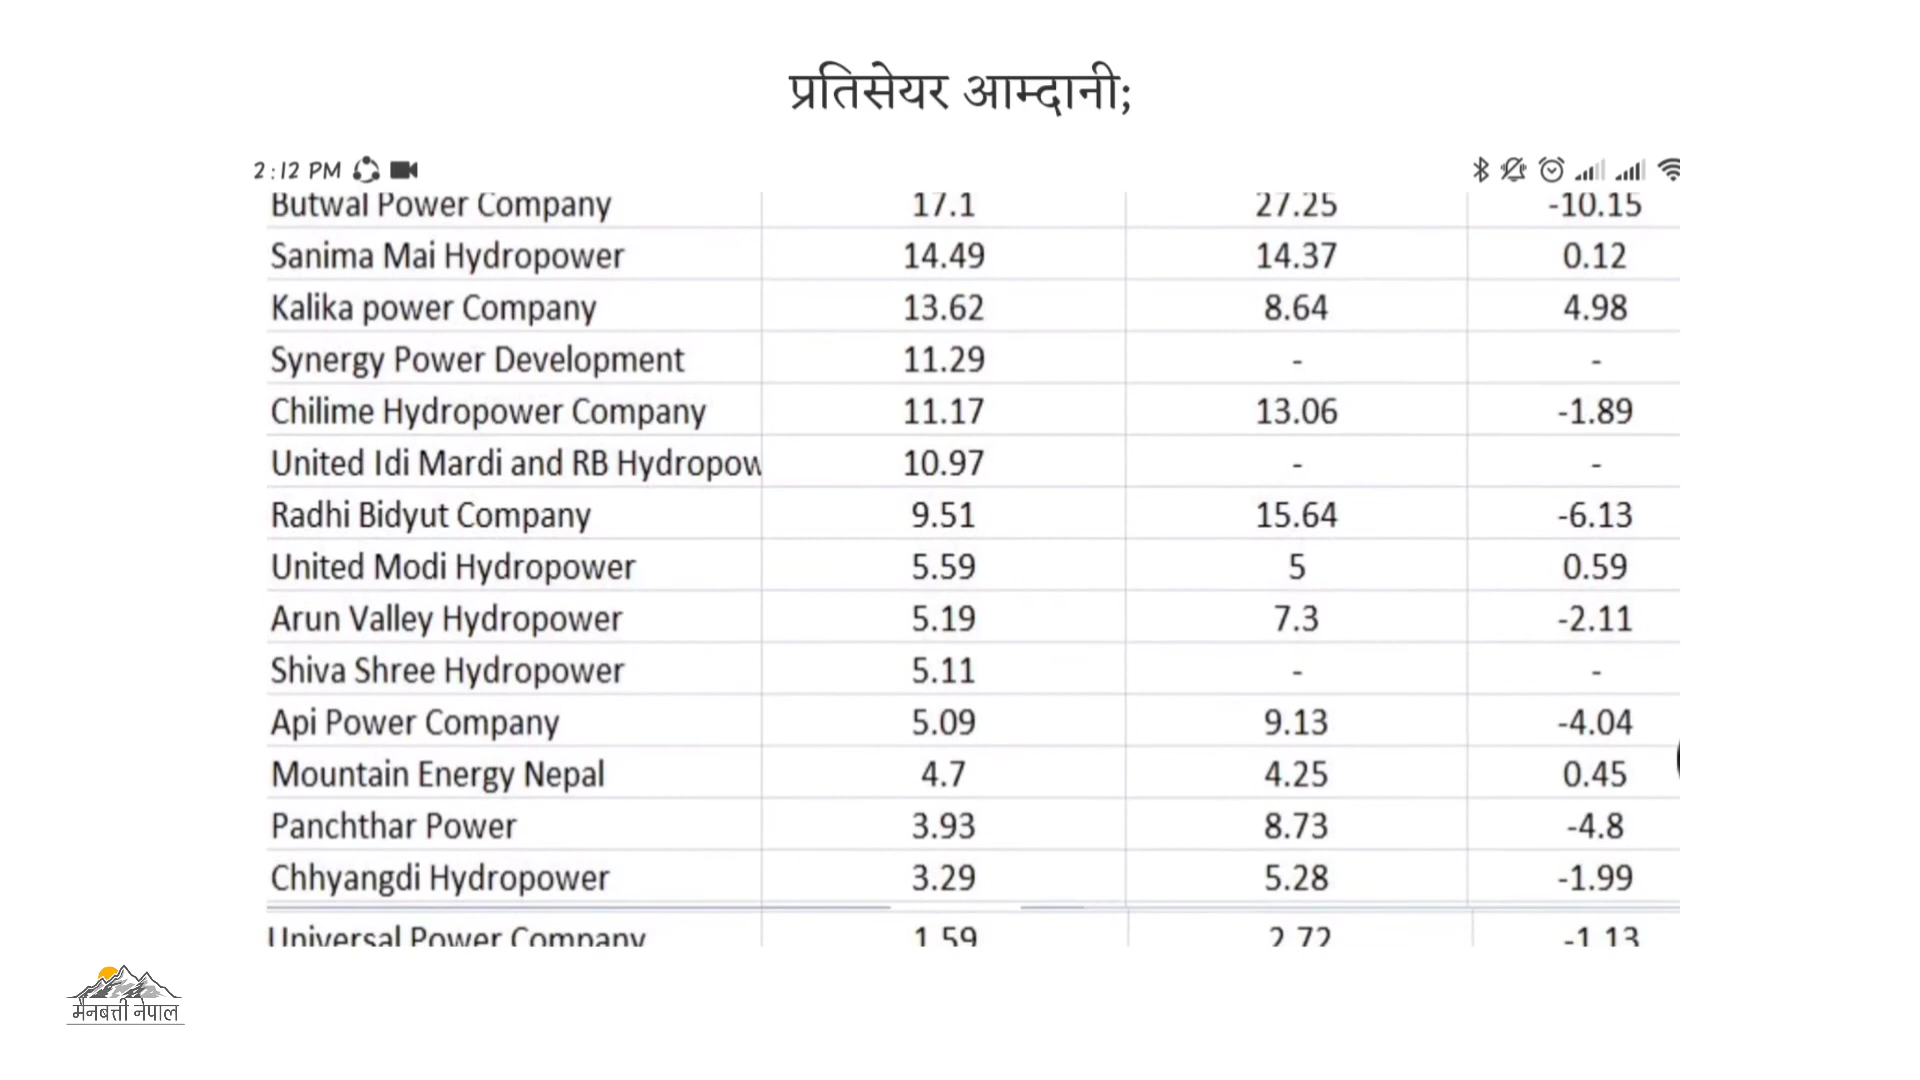 प्रतिसेयर आम्दानी;
2:12 PM
Butwal Power Company 17.1 27.25 -10.15
Sanima Mai Hydropower 14.49 14.37 0.12
Kalika power Company 13.62 8.64 4.98
Synergy Power Development 11.29 - -
Chilime Hydropower Company 11.17 13.06 -1.89
United Idi Mardi and RB Hydropow 10.97 - -
Radhi Bidyut Company 9.51 15.64 -6.13
United Modi Hydropower 5.59 5 0.59
Arun Valley Hydropower 5.19 7.3 -2.11
Shiva Shree Hydropower 5.11 - -
Api Power Company 5.09 9.13 -4.04
Mountain Energy Nepal 4.7 4.25 0.45
Panchthar Power 3.93 8.73 -4.8
Chhyangdi Hydropower 3.29 5.28 -1.99
Universal Power Company 1.59 2.72 -1.13
मैनबत्ती नेपाल